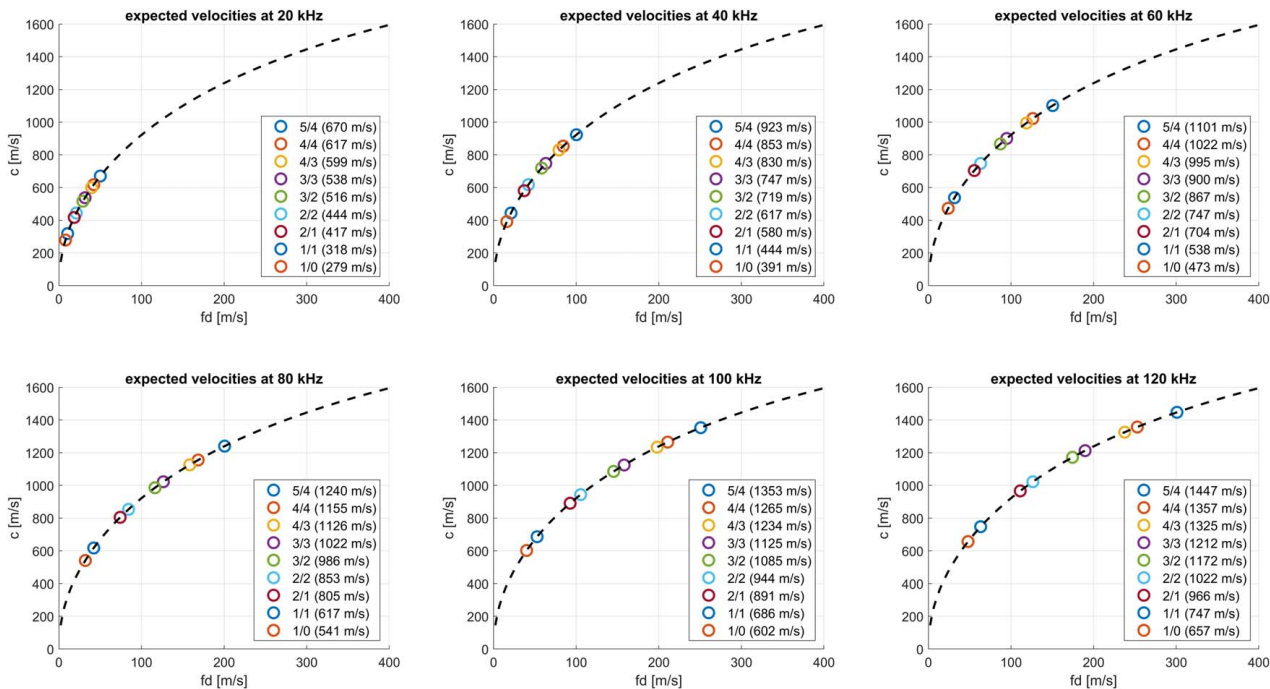 expected velocities at 20 kHz
c [m/s]
1600
1400
1200
1000
800
600
400
200
0
5/4 (670 m/s)
4/4 (617 m/s)
4/3 (599 m/s)
3/3 (538 m/s)
3/2 (516 m/s)
2/2 (444 m/s)
2/1 (417 m/s)
1/1 (318 m/s)
1/0 (279 m/s)
0 100 200 300 400
fd [m/s]
expected velocities at 40 kHz
c [m/s]
1600
1400
1200
1000
800
600
400
200
0
5/4 (923 m/s)
4/4 (853 m/s)
4/3 (830 m/s)
3/3 (747 m/s)
3/2 (719 m/s)
2/2 (617 m/s)
2/1 (580 m/s)
1/1 (444 m/s)
1/0 (391 m/s)
0 100 200 300 400
fd [m/s]
expected velocities at 60 kHz
c [m/s]
1600
1400
1200
1000
800
600
400
200
0
5/4 (1101 m/s)
4/4 (1022 m/s)
4/3 (995 m/s)
3/3 (900 m/s)
3/2 (867 m/s)
2/2 (747 m/s)
2/1 (704 m/s)
1/1 (538 m/s)
1/0 (473 m/s)
0 100 200 300 400
fd [m/s]
expected velocities at 80 kHz
c [m/s]
1600
1400
1200
1000
800
600
400
200
0
5/4 (1240 m/s)
4/4 (1155 m/s)
4/3 (1126 m/s)
3/3 (1022 m/s)
3/2 (986 m/s)
2/2 (853 m/s)
2/1 (805 m/s)
1/1 (617 m/s)
1/0 (541 m/s)
0 100 200 300 400
fd [m/s]
expected velocities at 100 kHz
c [m/s]
1600
1400
1200
1000
800
600
400
200
0
5/4 (1353 m/s)
4/4 (1265 m/s)
4/3 (1234 m/s)
3/3 (1125 m/s)
3/2 (1085 m/s)
2/2 (944 m/s)
2/1 (891 m/s)
1/1 (686 m/s)
1/0 (602 m/s)
0 100 200 300 400
fd [m/s]
expected velocities at 120 kHz
c [m/s]
1600
1400
1200
1000
800
600
400
200
0
5/4 (1447 m/s)
4/4 (1357 m/s)
4/3 (1325 m/s)
3/3 (1212 m/s)
3/2 (1172 m/s)
2/2 (1022 m/s)
2/1 (966 m/s)
1/1 (747 m/s)
1/0 (657 m/s)
0 100 200 300 400
fd [m/s]